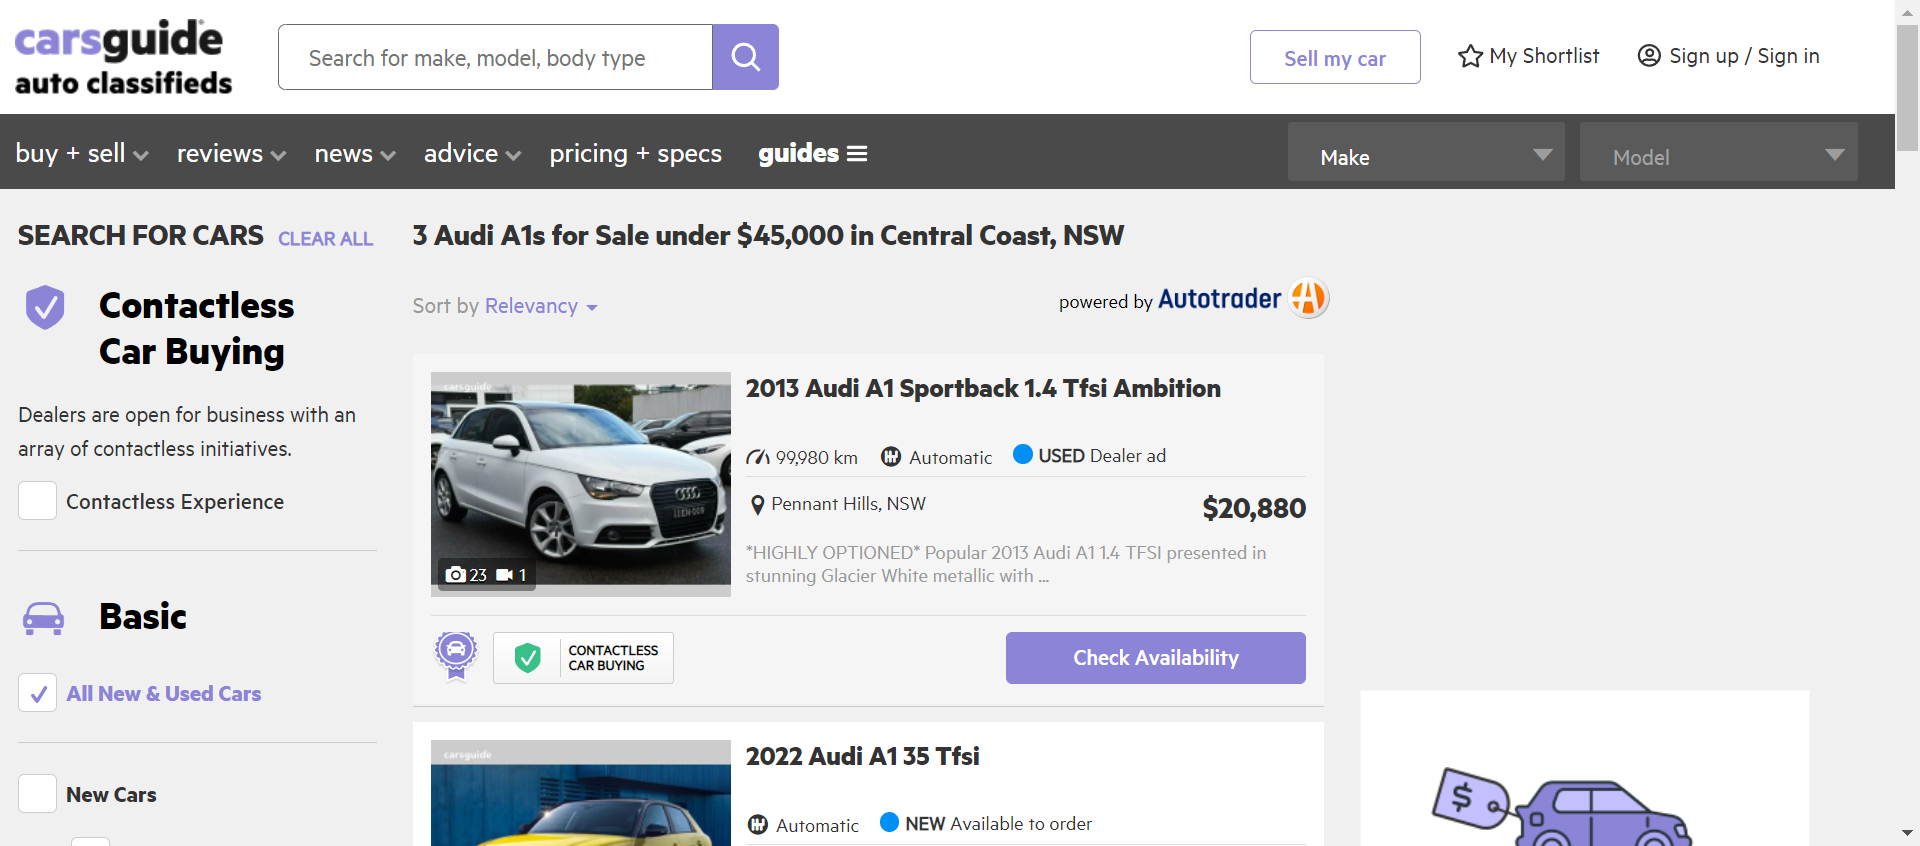 carsguide
auto classifieds
Search for make, model, body type
Sell my car
My Shortlist
Sign up / Sign in
buy + sell
reviews
news
advice
pricing + specs
guides
Make
Model
SEARCH FOR CARS
CLEAR ALL
Contactless
Car Buying
Dealers are open for business with an
array of contactless initiatives.
Contactless Experience
Basic
All New & Used Cars
New Cars
3 Audi A1s for Sale under $45,000 in Central Coast, NSW
Sort by Relevancy
powered by Autotrader
carsguide
23
1
2013 Audi A1 Sportback 1.4 Tfsi Ambition
99,980 km
Automatic
USED Dealer ad
Pennant Hills, NSW
$20,880
*HIGHLY OPTIONED* Popular 2013 Audi A1 1.4 TFSI presented in
stunning Glacier White metallic with ...
CONTACTLESS
CAR BUYING
Check Availability
carsguide
2022 Audi A1 35 Tfsi
Automatic
NEW Available to order
$